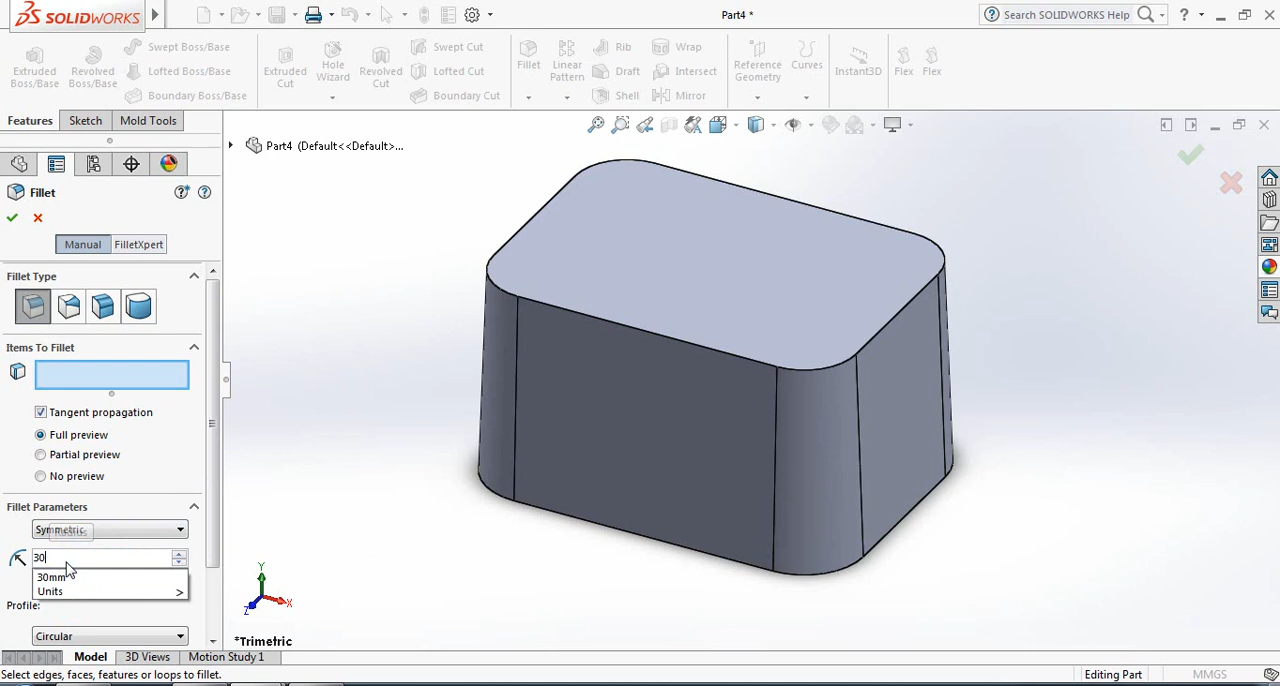 SOLIDWORKS
Part4 *
Search SOLIDWORKS Help
?
Extruded Boss/Base
Revolved Boss/Base
Swept Boss/Base
Lofted Boss/Base
Boundary Boss/Base
Extruded Cut
Hole Wizard
Revolved Cut
Swept Cut
Lofted Cut
Boundary Cut
Fillet
Linear Pattern
Rib
Draft
Shell
Wrap
Intersect
Mirror
Reference Geometry
Curves
Instant3D
Flex
Flex
Features
Sketch
Mold Tools
Part4 (Default<<Default>...
Fillet
Manual
FilletXpert
Fillet Type
Items To Fillet
Tangent propagation
Full preview
Partial preview
No preview
Fillet Parameters
Symmetric
Radius
30
30mm
Units >
Profile:
Circular
Y
X
Z
*Trimetric
Model
3D Views
Motion Study 1
Select edges, faces, features or loops to fillet.
Editing Part
MMGS